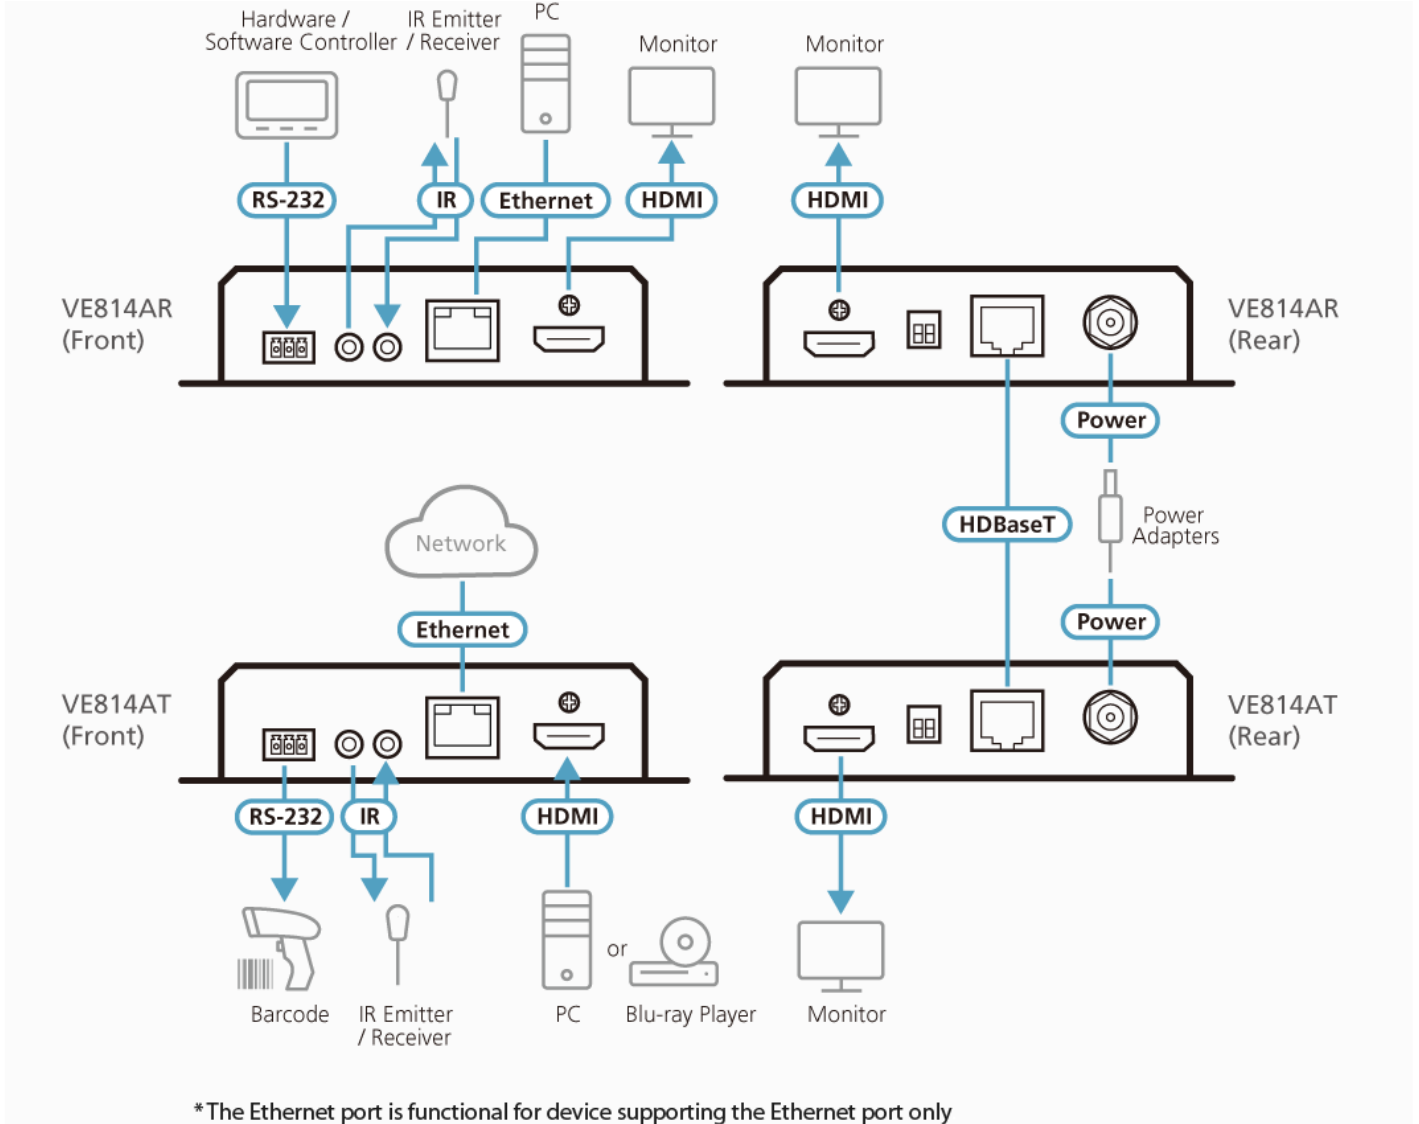 Hardware /
Software Controller
IR Emitter
/ Receiver
PC
Monitor
Monitor
RS-232
IR
Ethernet
HDMI
HDMI
VE814AR
(Front)
VE814AR
(Rear)
Power
HDBaseT
Power
Adapters
Network
Ethernet
Power
VE814AT
(Front)
VE814AT
(Rear)
RS-232
IR
HDMI
HDMI
or
Barcode
IR Emitter
/ Receiver
PC
Blu-ray Player
Monitor
*The Ethernet port is functional for device supporting the Ethernet port only